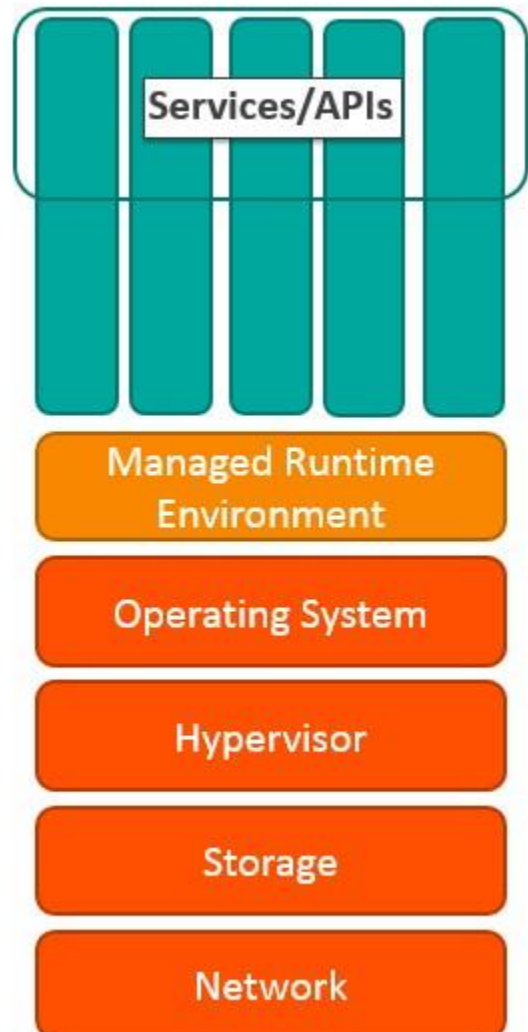 Services/APIs
Managed Runtime
Environment
Operating System
Hypervisor
Storage
Network